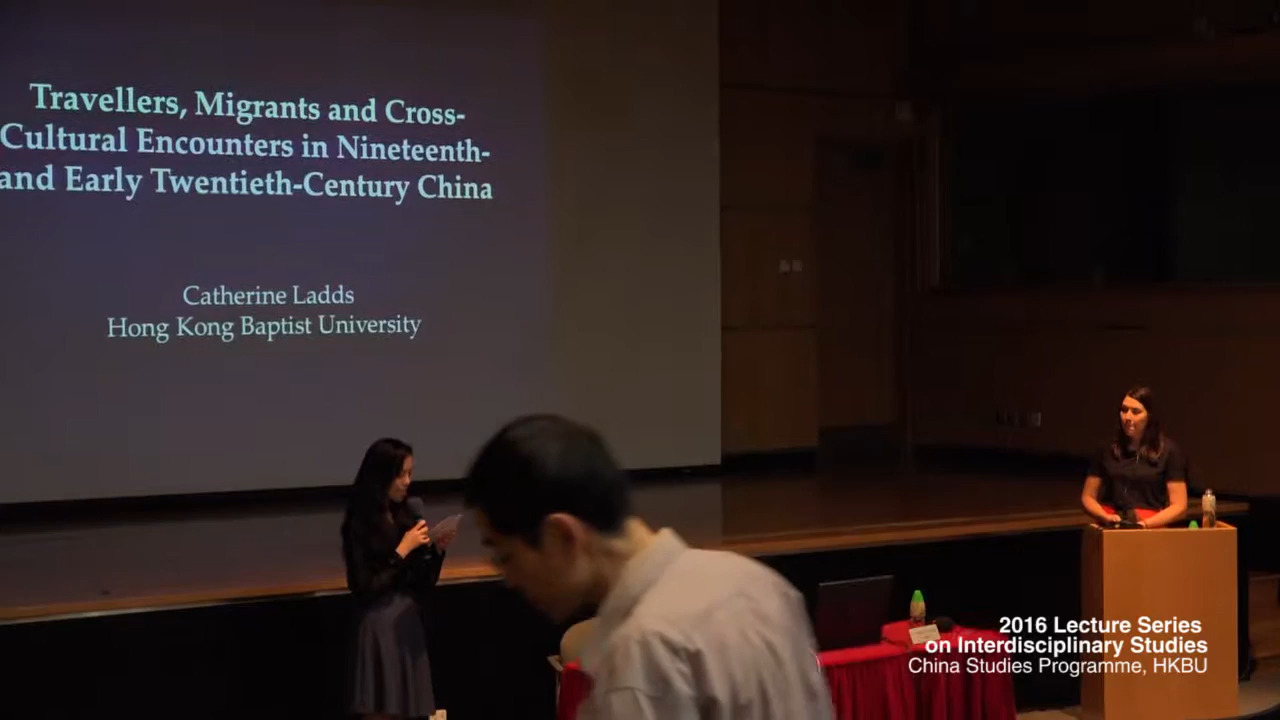 Travellers, Migrants and Cross-
Cultural Encounters in Nineteenth-
and Early Twentieth-Century China
Catherine Ladds
Hong Kong Baptist University
2016 Lecture Series
on Interdisciplinary Studies
China Studies Programme, HKBU